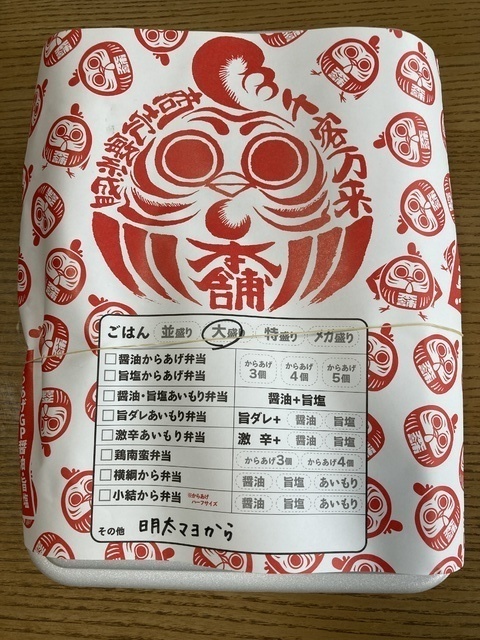 千客万来
商売繁盛
本舗
ごはん 並盛り 大盛り 特盛り メガ盛り
□醤油からあげ弁当
□旨塩からあげ弁当
からあげ3個 からあげ4個 からあげ5個
□醤油・旨塩あいもり弁当 醤油+旨塩
□旨ダレあいもり弁当 旨ダレ+ 醤油 旨塩
□激辛あいもり弁当 激辛+ 醤油 旨塩
□鶏南蛮弁当 からあげ3個 からあげ4個
□横綱から弁当 醤油 旨塩 あいもり
□小結から弁当 ※からあげハーフサイズ 醤油 旨塩 あいもり
その他 明太マヨから